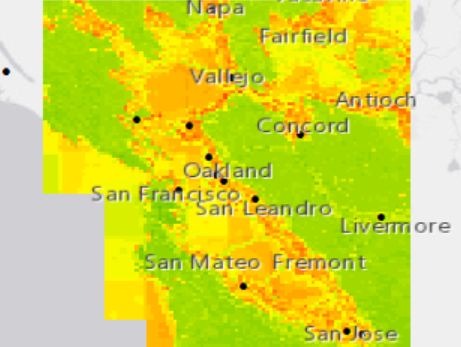 Napa
Fairfield
Vallejo
Antioch
Concord
Oakland
San Francisco
San Leandro
Livermore
San Mateo Fremont
San Jose